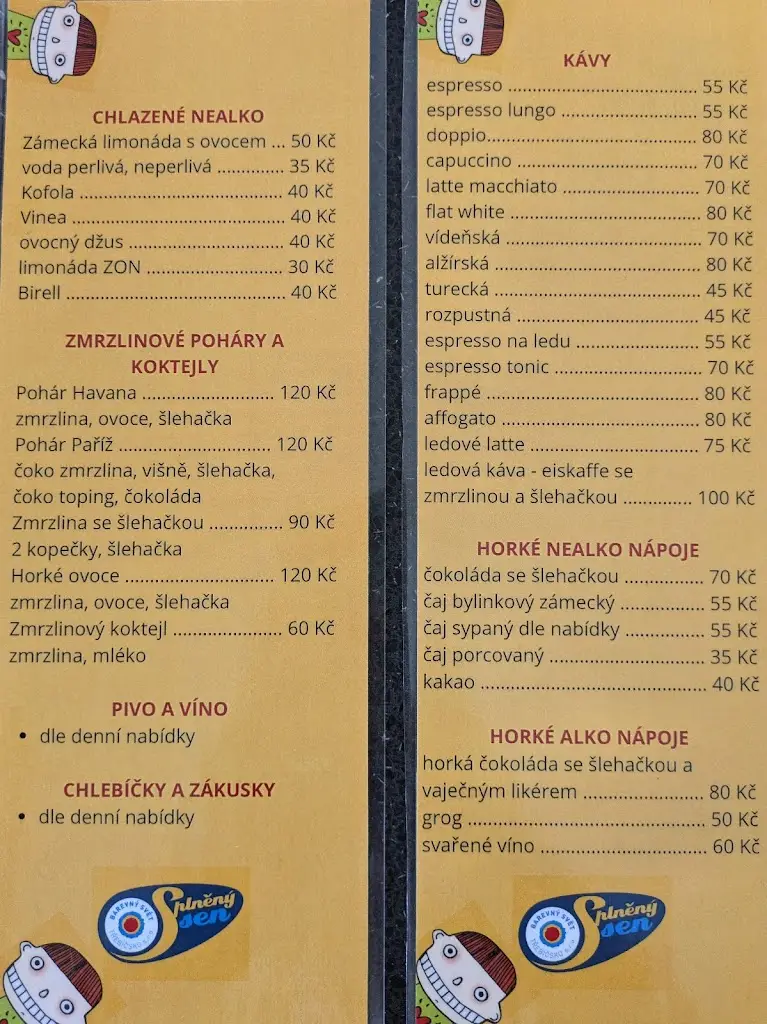 CHLAZENÉ NEALKO
Zámecká limonáda s ovocem ... 50 Kč
voda perlivá, neperlivá ............. 35 Kč
Kofola ....................................... 40 Kč
Vinea ........................................ 40 Kč
ovocný džus .............................. 40 Kč
limonáda ZON .......................... 30 Kč
Birell .......................................... 40 Kč
ZMRZLINOVÉ POHÁRY A
KOKTEJLY
Pohár Havana ......................... 120 Kč
zmrzlina, ovoce, šlehačka
Pohár Paříž ............................. 120 Kč
čoko zmrzlina, višně, šlehačka,
čoko toping, čokoláda
Zmrzlina se šlehačkou .............. 90 Kč
2 kopečky, šlehačka
Horké ovoce ............................ 120 Kč
zmrzlina, ovoce, šlehačka
Zmrzlinový koktejl ..................... 60 Kč
zmrzlina, mléko
PIVO A VÍNO
• dle denní nabídky
CHLEBÍČKY A ZÁKUSKY
• dle denní nabídky
Splněný
sen
BAREVNÝ SVĚT
TŘEBÍČSKO s.r.o.
KÁVY
espresso .................................... 55 Kč
espresso lungo .......................... 55 Kč
doppio........................................ 80 Kč
capuccino ................................... 70 Kč
latte macchiato .......................... 70 Kč
flat white .................................... 80 Kč
vídeňská ..................................... 70 Kč
alžírská ....................................... 80 Kč
turecká ....................................... 45 Kč
rozpustná ................................... 45 Kč
espresso na ledu ........................ 55 Kč
espresso tonic ............................ 70 Kč
frappé ......................................... 80 Kč
affogato ...................................... 80 Kč
ledové latte ................................ 75 Kč
ledová káva - eiskaffe se
zmrzlinou a šlehačkou ............. 100 Kč
HORKÉ NEALKO NÁPOJE
čokoláda se šlehačkou ............... 70 Kč
čaj bylinkový zámecký ................ 55 Kč
čaj sypaný dle nabídky ............... 55 Kč
čaj porcovaný ............................. 35 Kč
kakao ........................................... 40 Kč
HORKÉ ALKO NÁPOJE
horká čokoláda se šlehačkou a
vaječným likérem ....................... 80 Kč
grog ............................................. 50 Kč
svařené víno ................................ 60 Kč
Splněný
sen
BAREVNÝ SVĚT
TŘEBÍČSKO s.r.o.